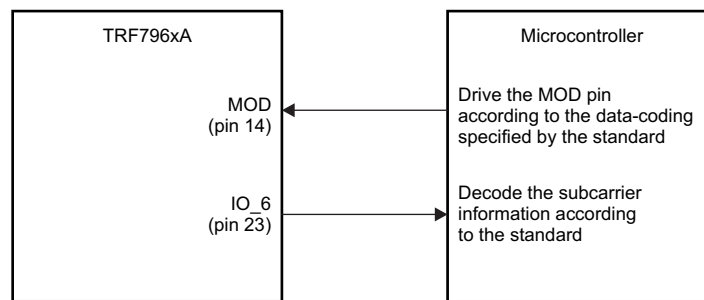 TRF796xA
Microcontroller
MOD
(pin 14)
Drive the MOD pin
according to the data-coding
specified by the standard
IO_6
(pin 23)
Decode the subcarrier
information according
to the standard